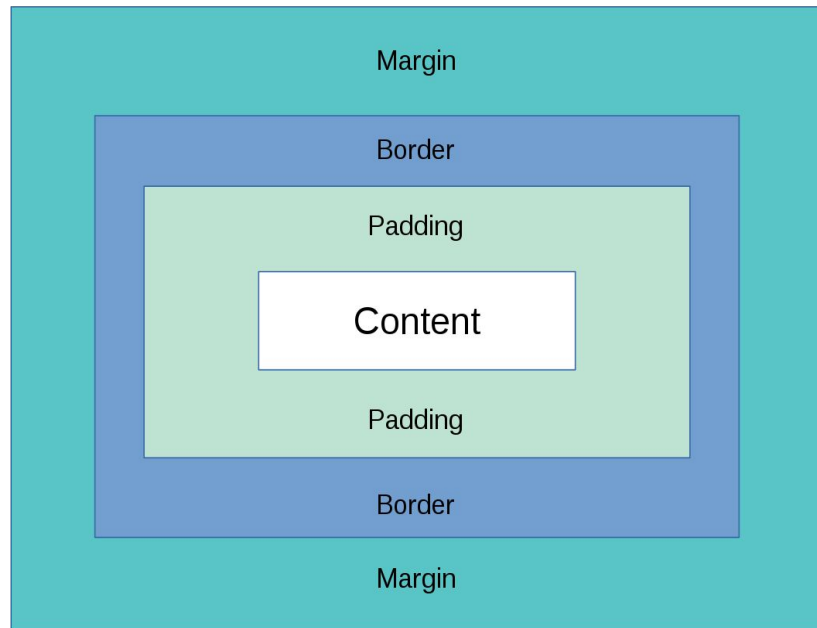 Margin
Border
Padding
Content
Padding
Border
Margin